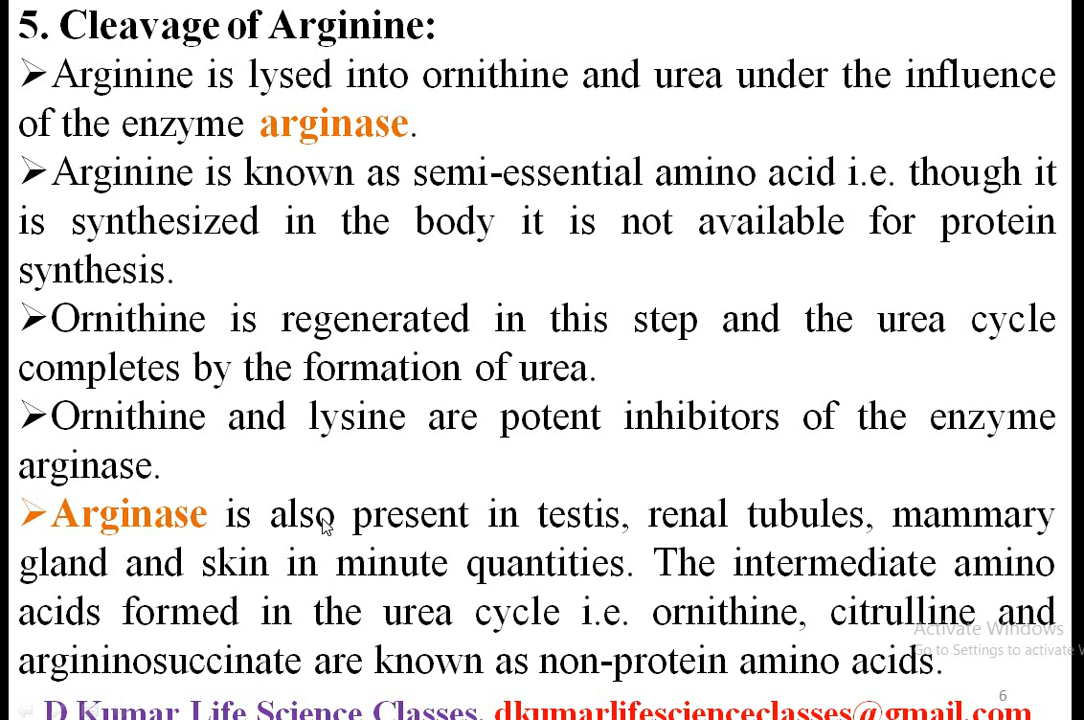 5. Cleavage of Arginine:
➢Arginine is lysed into ornithine and urea under the influence
of the enzyme arginase.
➢Arginine is known as semi-essential amino acid i.e. though it
is synthesized in the body it is not available for protein
synthesis.
➢Ornithine is regenerated in this step and the urea cycle
completes by the formation of urea.
➢Ornithine and lysine are potent inhibitors of the enzyme
arginase.
➢Arginase is also present in testis, renal tubules, mammary
gland and skin in minute quantities. The intermediate amino
acids formed in the urea cycle i.e. ornithine, citrulline and
Activate Windows
Go to Settings to activate
argininosuccinate are known as non-protein amino acids.
6
D Kumar Life Science Classes, dkumarlifescienceclasses@gmail.com